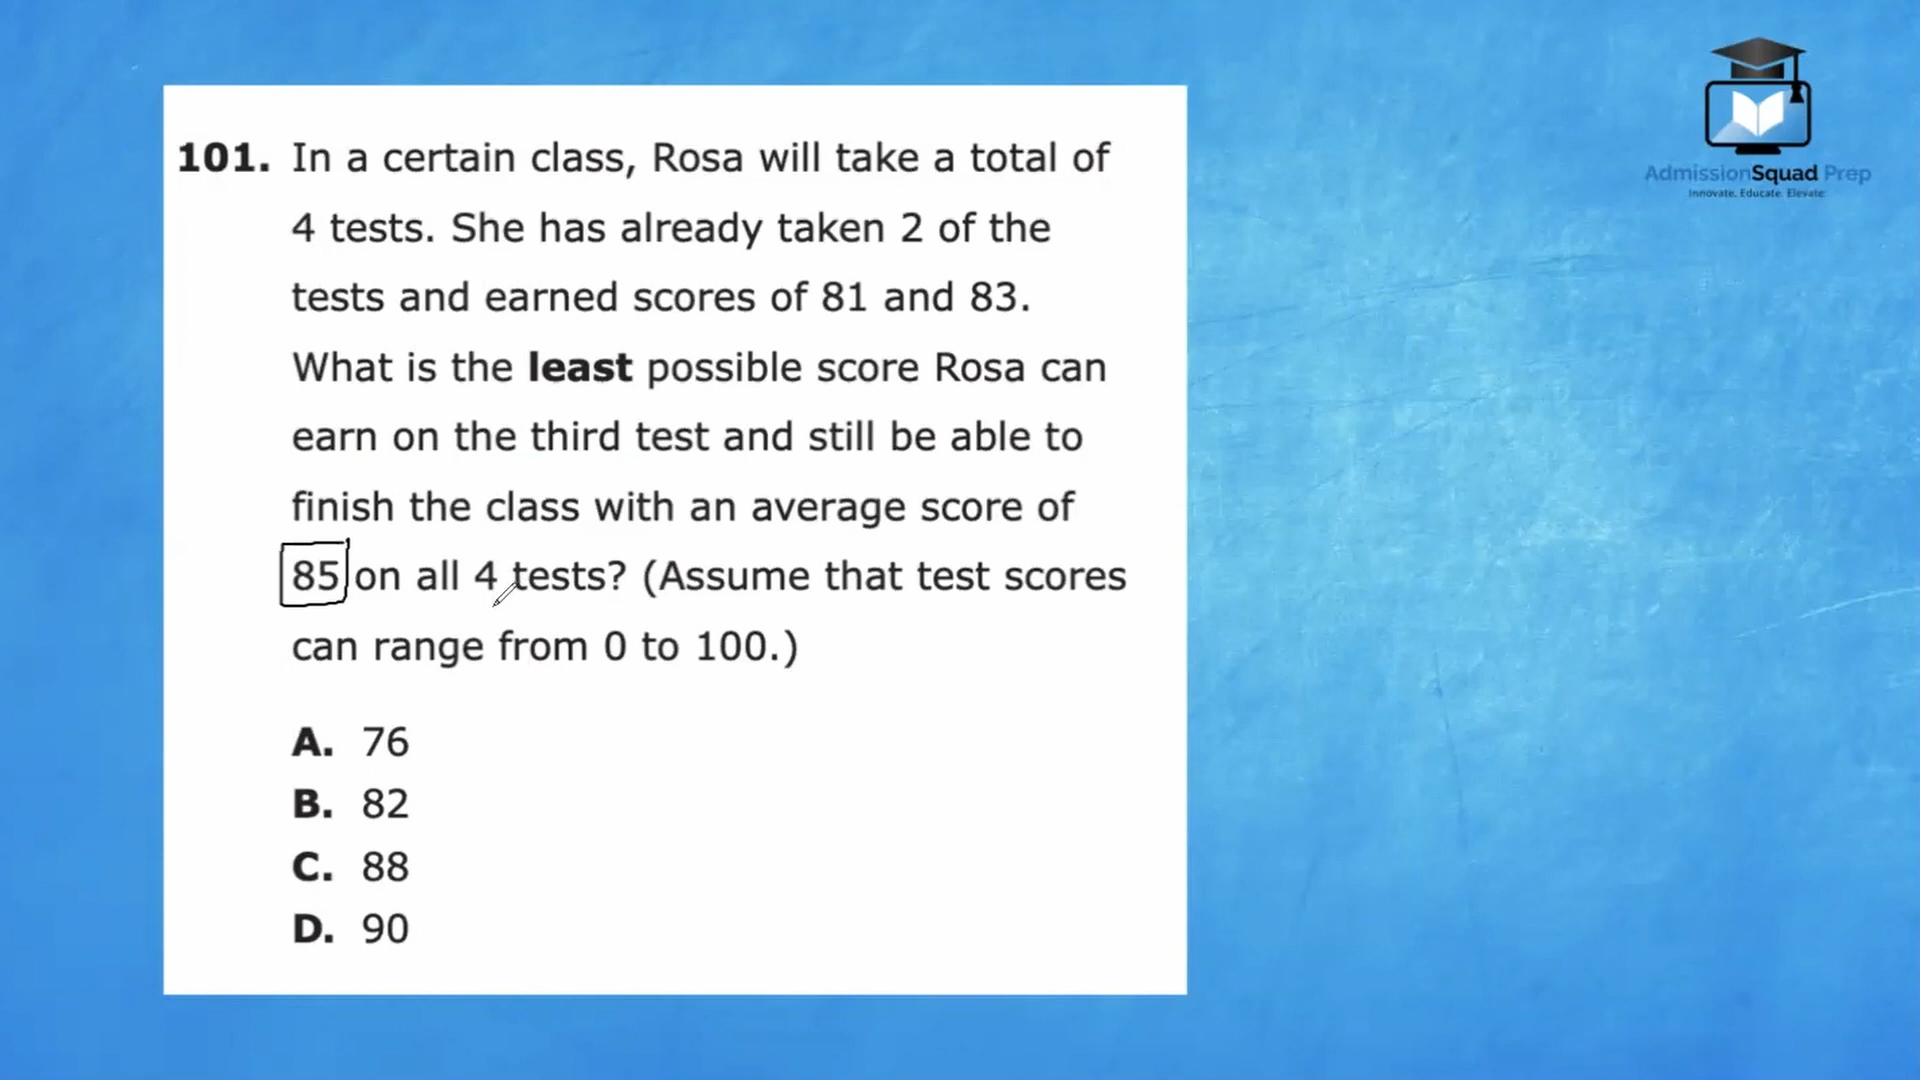 AdmissionSquad Prep
Innovate. Educate. Elevate.
101. In a certain class, Rosa will take a total of
4 tests. She has already taken 2 of the
tests and earned scores of 81 and 83.
What is the least possible score Rosa can
earn on the third test and still be able to
finish the class with an average score of
85 on all 4 tests? (Assume that test scores
can range from 0 to 100.)
A. 76
B. 82
C. 88
D. 90